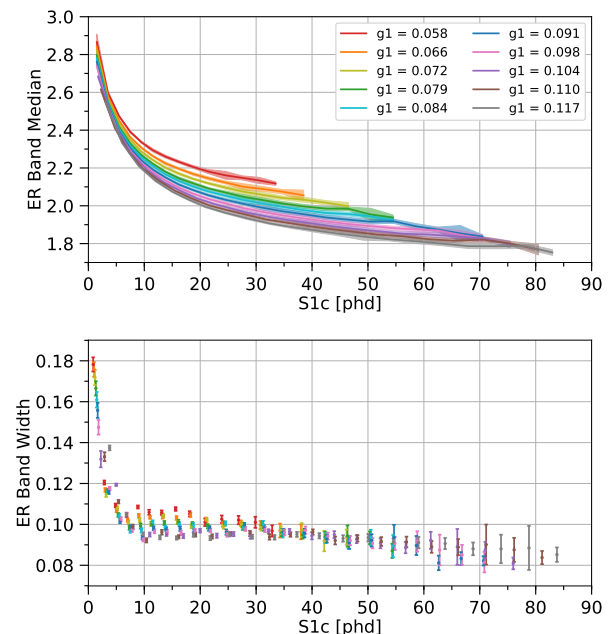 3.0
2.8
2.6
2.4
2.2
2.0
1.8
ER Band Median
g1 = 0.058
g1 = 0.066
g1 = 0.072
g1 = 0.079
g1 = 0.084
g1 = 0.091
g1 = 0.098
g1 = 0.104
g1 = 0.110
g1 = 0.117
0 10 20 30 40 50 60 70 80 90
S1c [phd]
0.18
0.16
0.14
0.12
0.10
0.08
ER Band Width
0 10 20 30 40 50 60 70 80 90
S1c [phd]